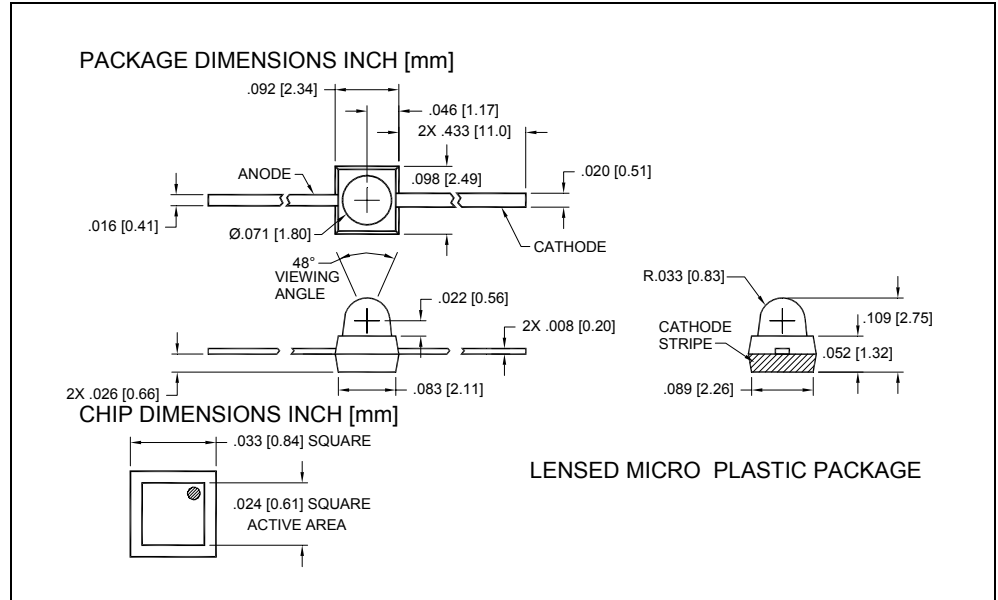 PACKAGE DIMENSIONS INCH [mm]
.092 [2.34]
.046 [1.17]
2X .433 [11.0]
ANODE
.098 [2.49]
.020 [0.51]
.016 [0.41]
Ø.071 [1.80]
CATHODE
48°
VIEWING
ANGLE
.022 [0.56]
2X .008 [0.20]
R.033 [0.83]
.109 [2.75]
CATHODE
STRIPE
.052 [1.32]
2X .026 [0.66]
.083 [2.11]
.089 [2.26]
CHIP DIMENSIONS INCH [mm]
.033 [0.84] SQUARE
.024 [0.61] SQUARE
ACTIVE AREA
LENSED MICRO PLASTIC PACKAGE